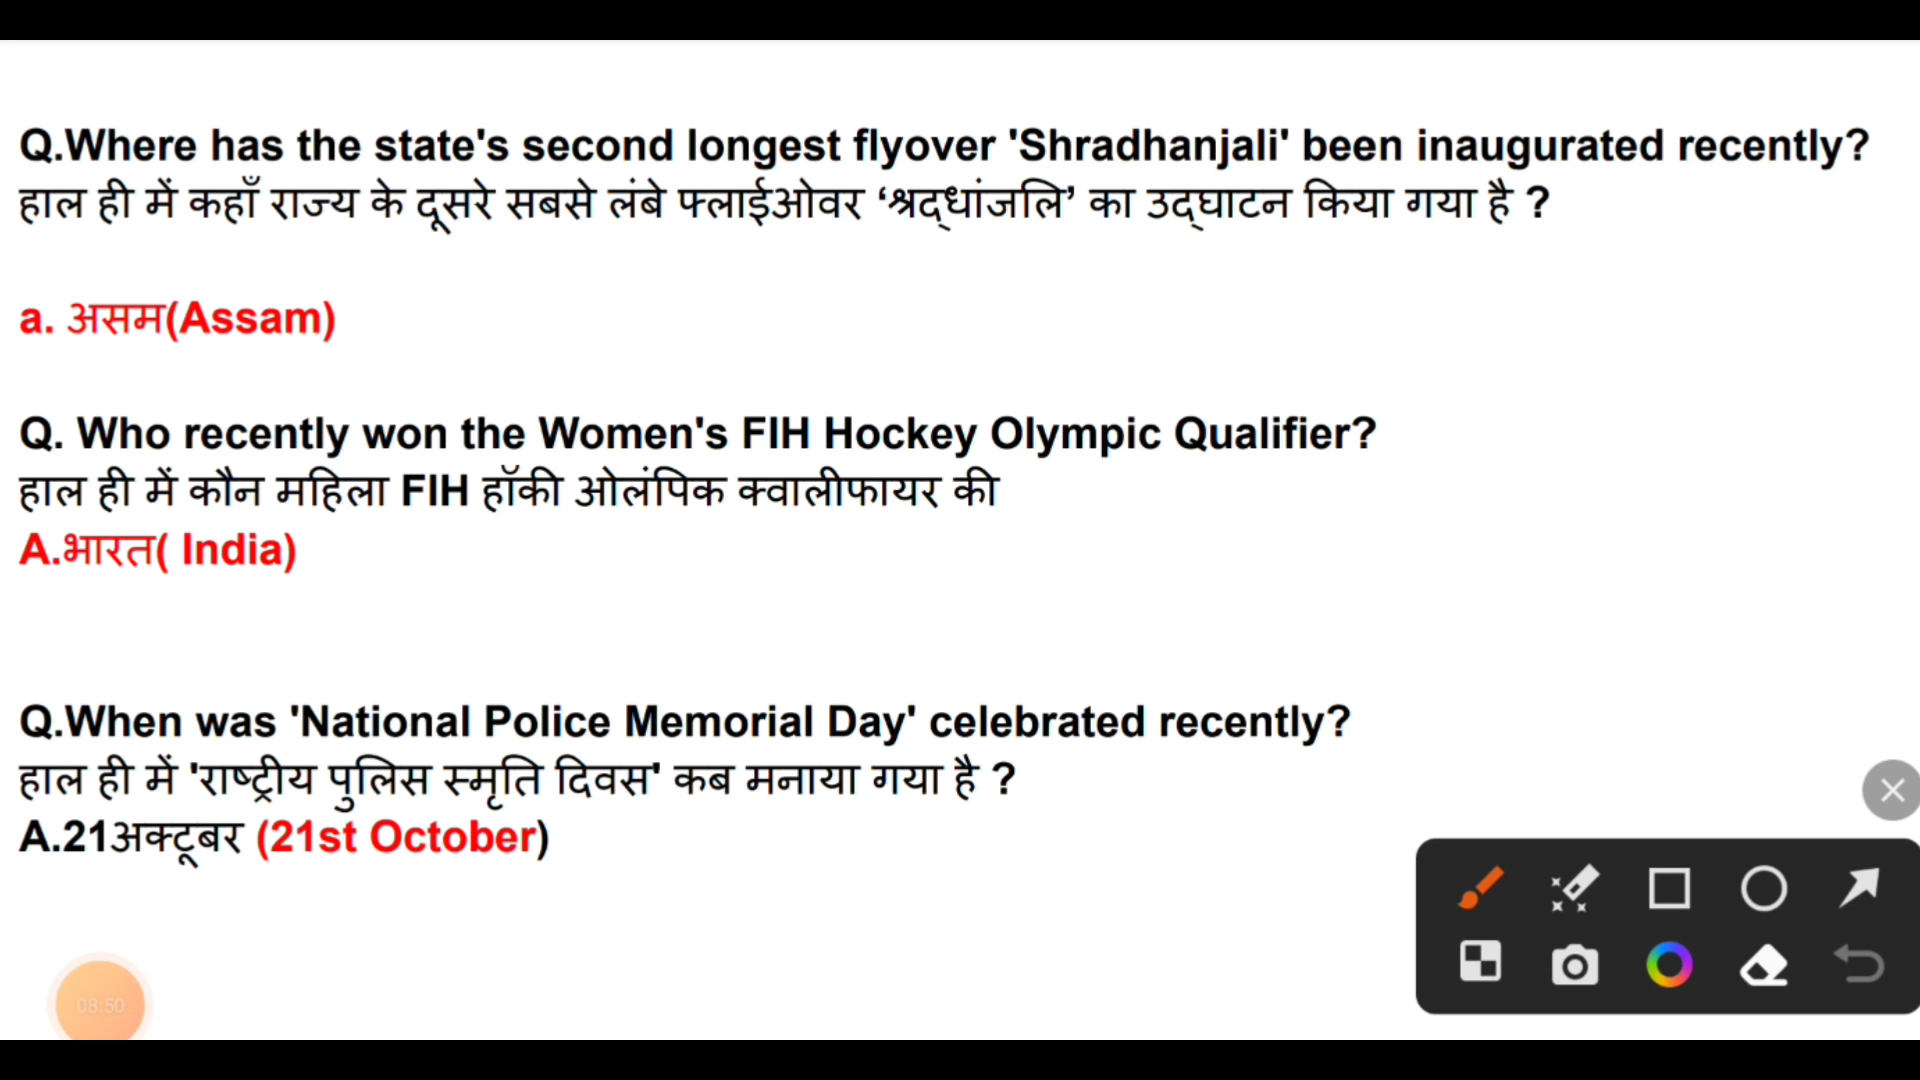 Q.Where has the state's second longest flyover 'Shradhanjali' been inaugurated recently?
हाल ही में कहाँ राज्य के दूसरे सबसे लंबे फ्लाईओवर ‘श्रद्धांजलि’ का उद्घाटन किया गया है ?
a. असम(Assam)
Q. Who recently won the Women's FIH Hockey Olympic Qualifier?
हाल ही में कौन महिला FIH हॉकी ओलंपिक क्वालीफायर की
A.भारत( India)
Q.When was 'National Police Memorial Day' celebrated recently?
हाल ही में 'राष्ट्रीय पुलिस स्मृति दिवस' कब मनाया गया है ?
A.21अक्टूबर (21st October)
08:50